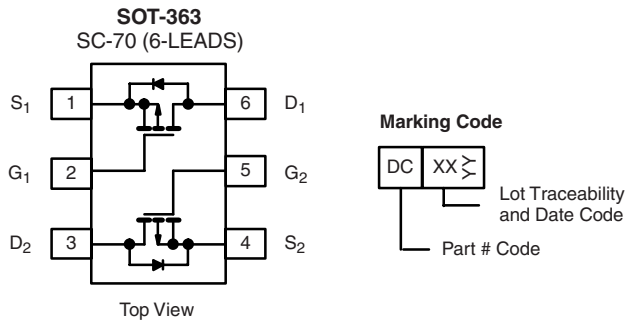 SOT-363
SC-70 (6-LEADS)
S1 1 6 D1
G1 2 5 G2
D2 3 4 S2
Top View
Marking Code
DC XX YY
Lot Traceability
and Date Code
Part # Code